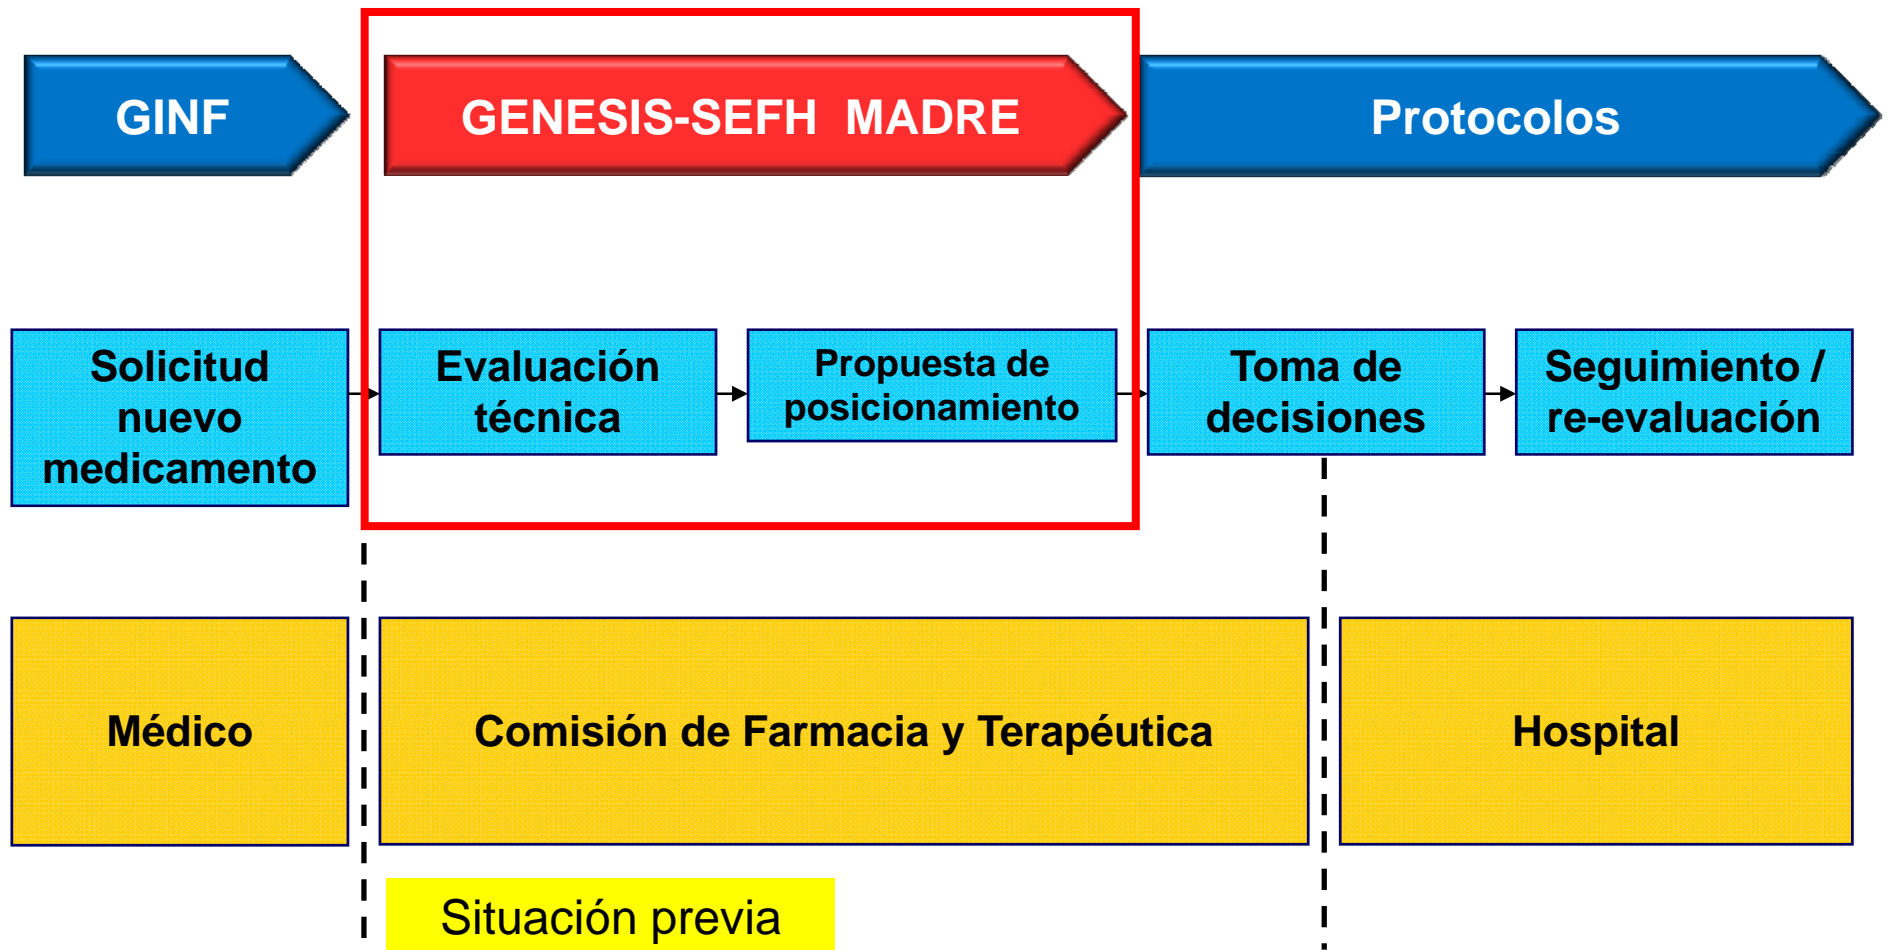 GINF
GENESIS-SEFH MADRE
Protocolos
Solicitud
nuevo
medicamento
Evaluación
técnica
Propuesta de
posicionamiento
Toma de
decisiones
Seguimiento /
re-evaluación
Médico
Comisión de Farmacia y Terapéutica
Hospital
Situación previa